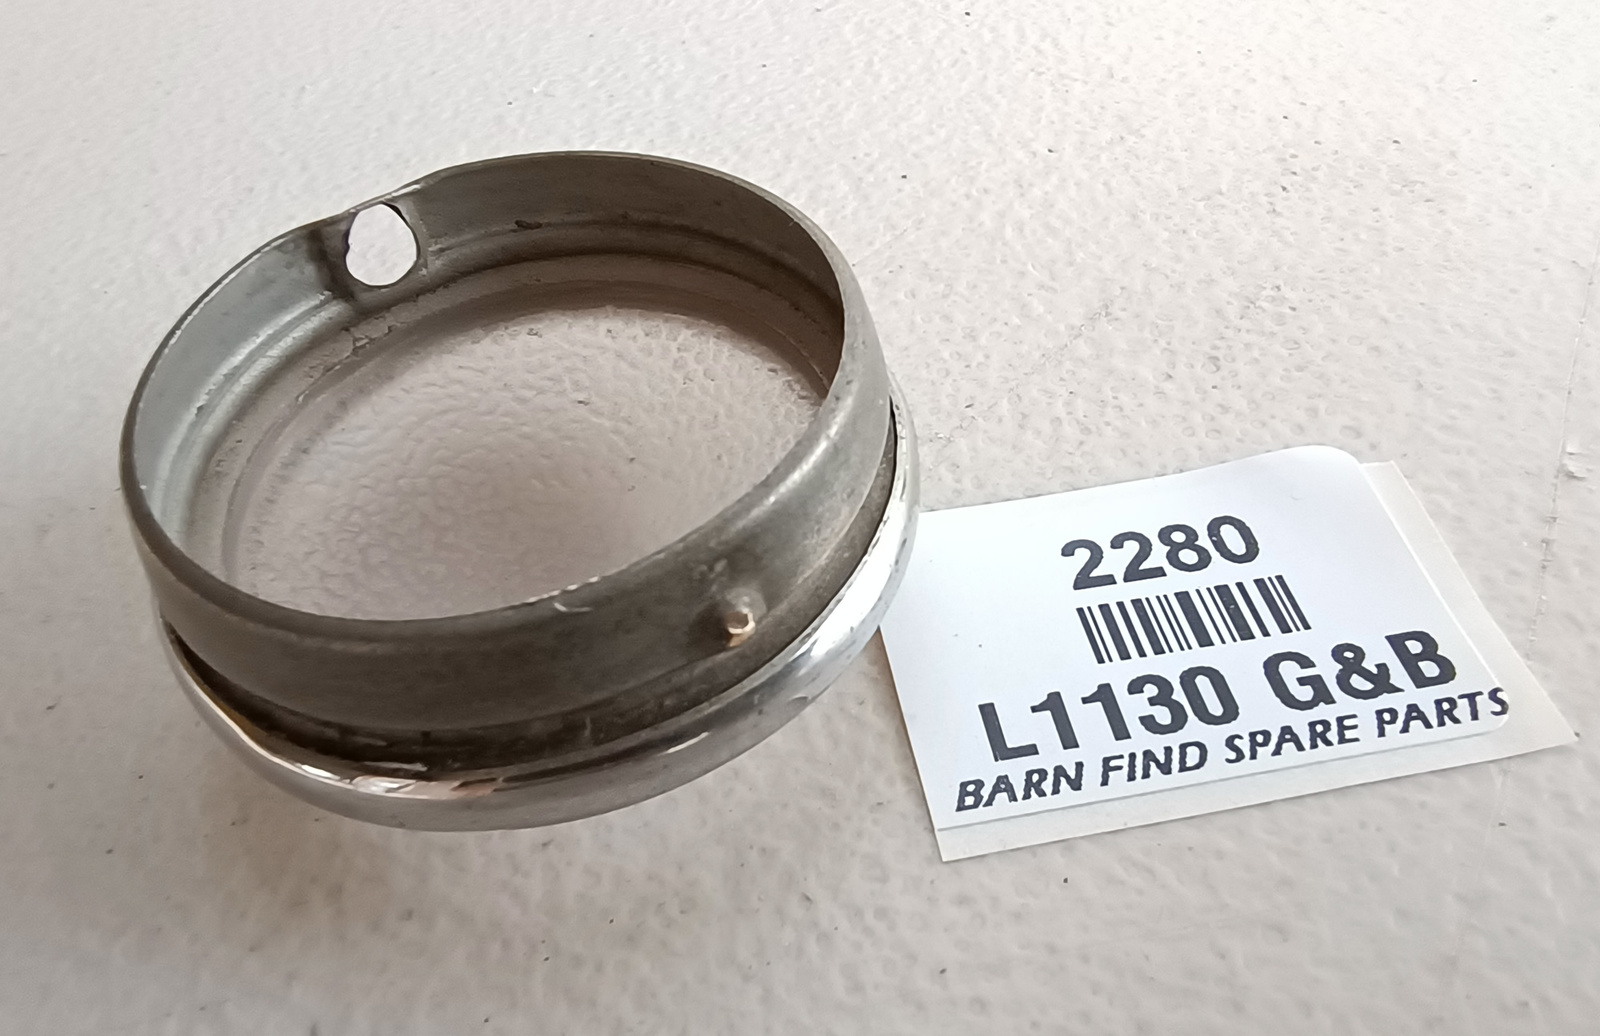 2280
L1130 G&B
BARN FIND SPARE PARTS